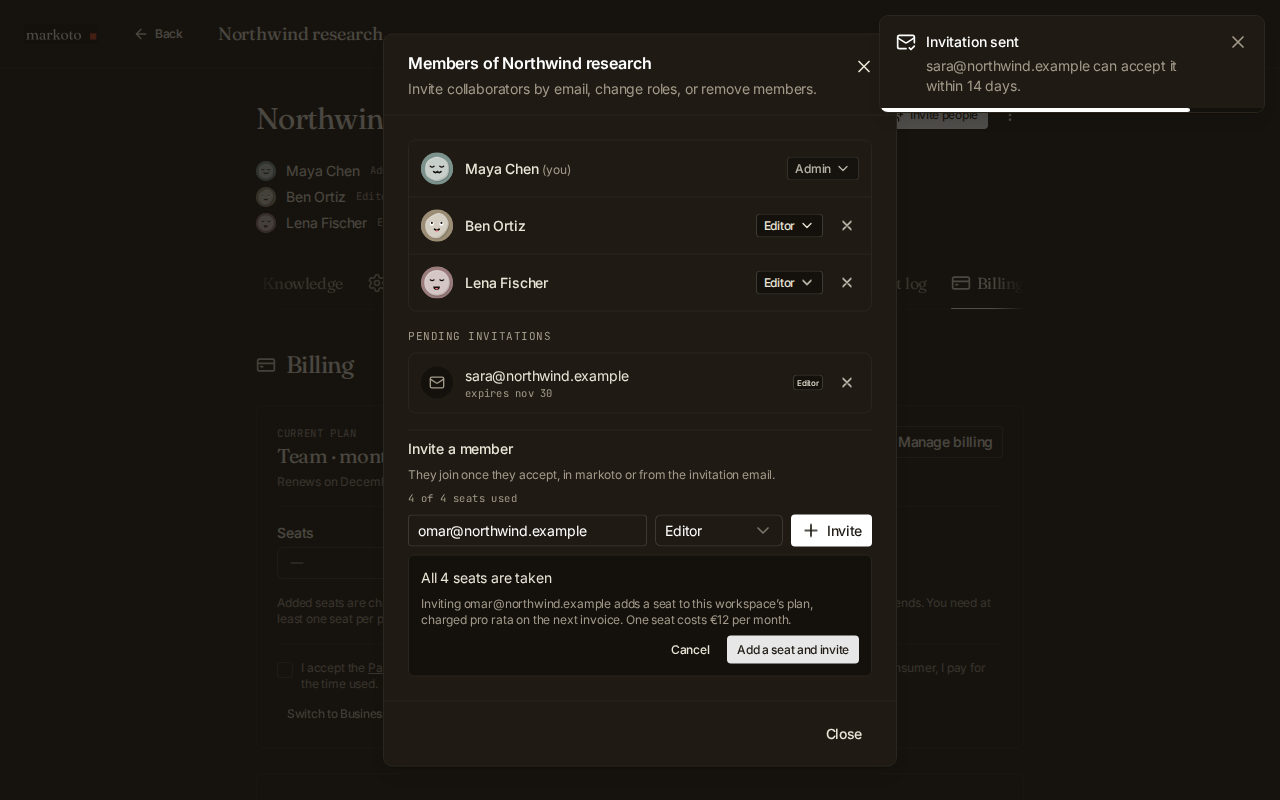 markoto
Back
Northwind research
Invitation sent
sara@northwind.example can accept it
within 14 days.
Members of Northwind research
Invite collaborators by email, change roles, or remove members.
Invite people
Maya Chen
Ben Ortiz
Lena Fischer
Knowledge
Billing
Maya Chen (you)
Admin
Ben Ortiz
Editor
Lena Fischer
Editor
PENDING INVITATIONS
sara@northwind.example
expires nov 30
Editor
Invite a member
They join once they accept, in markoto or from the invitation email.
4 of 4 seats used
omar@northwind.example
Editor
Invite
All 4 seats are taken
Inviting omar@northwind.example adds a seat to this workspace's plan,
charged pro rata on the next invoice. One seat costs €12 per month.
Cancel
Add a seat and invite
Close
Billing
CURRENT PLAN
Team ·
Manage billing
Renews on
Seats
—
Added seats are
ends. You need at
least one seat per
I accept the
I pay for
the time used.
Switch to